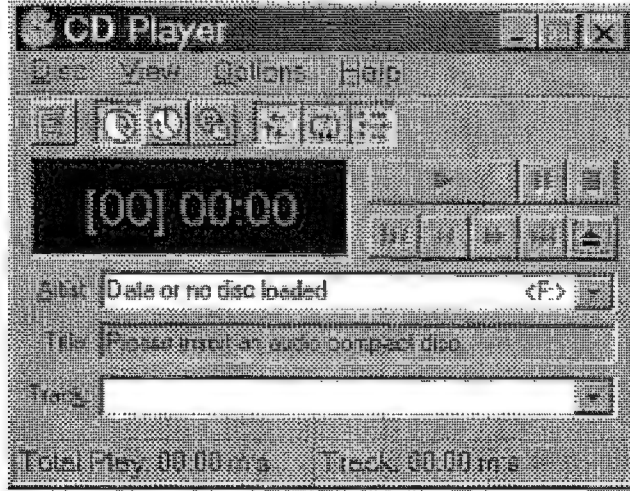 CD Player
Disc View Options Help
[00] 00:00
Artist Data or no disc loaded <F:>
Title Please insert an audio compact disc
Track
Total Play: 00:00 m:s Track: 00:00 m:s